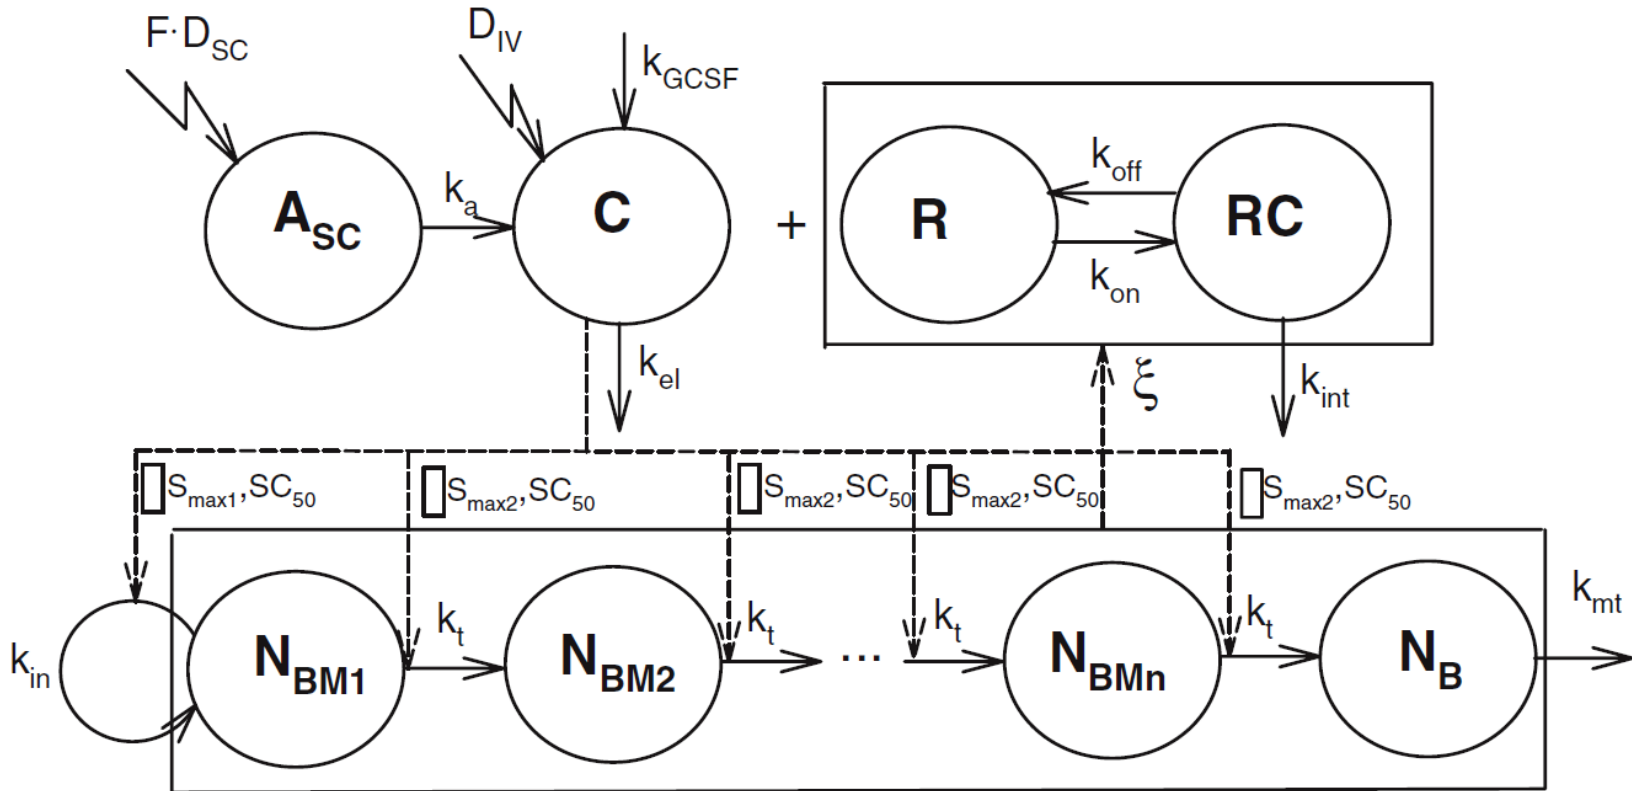 F·D_SC
D_IV
k_GCSF
A_SC
k_a
C
+
R
k_off
k_on
RC
k_el
ξ
k_int
S_max1,SC_50
S_max2,SC_50
S_max2,SC_50
S_max2,SC_50
S_max2,SC_50
k_in
N_BM1
k_t
N_BM2
k_t
...
k_t
N_BMn
k_t
N_B
k_mt